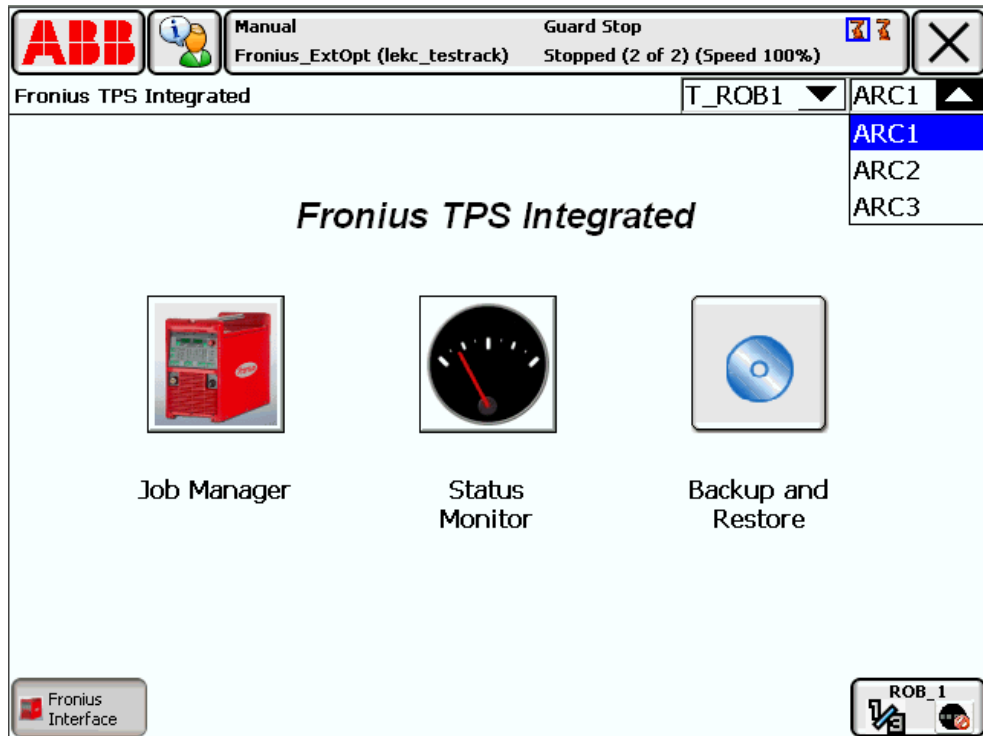 ABB
Manual
Guard Stop
Fronius_ExtOpt (lekc_testrack)
Stopped (2 of 2) (Speed 100%)
Fronius TPS Integrated
T_ROB1
ARC1
ARC1
ARC2
ARC3
Fronius TPS Integrated
Job Manager
Status
Monitor
Backup and
Restore
Fronius
Interface
ROB_1